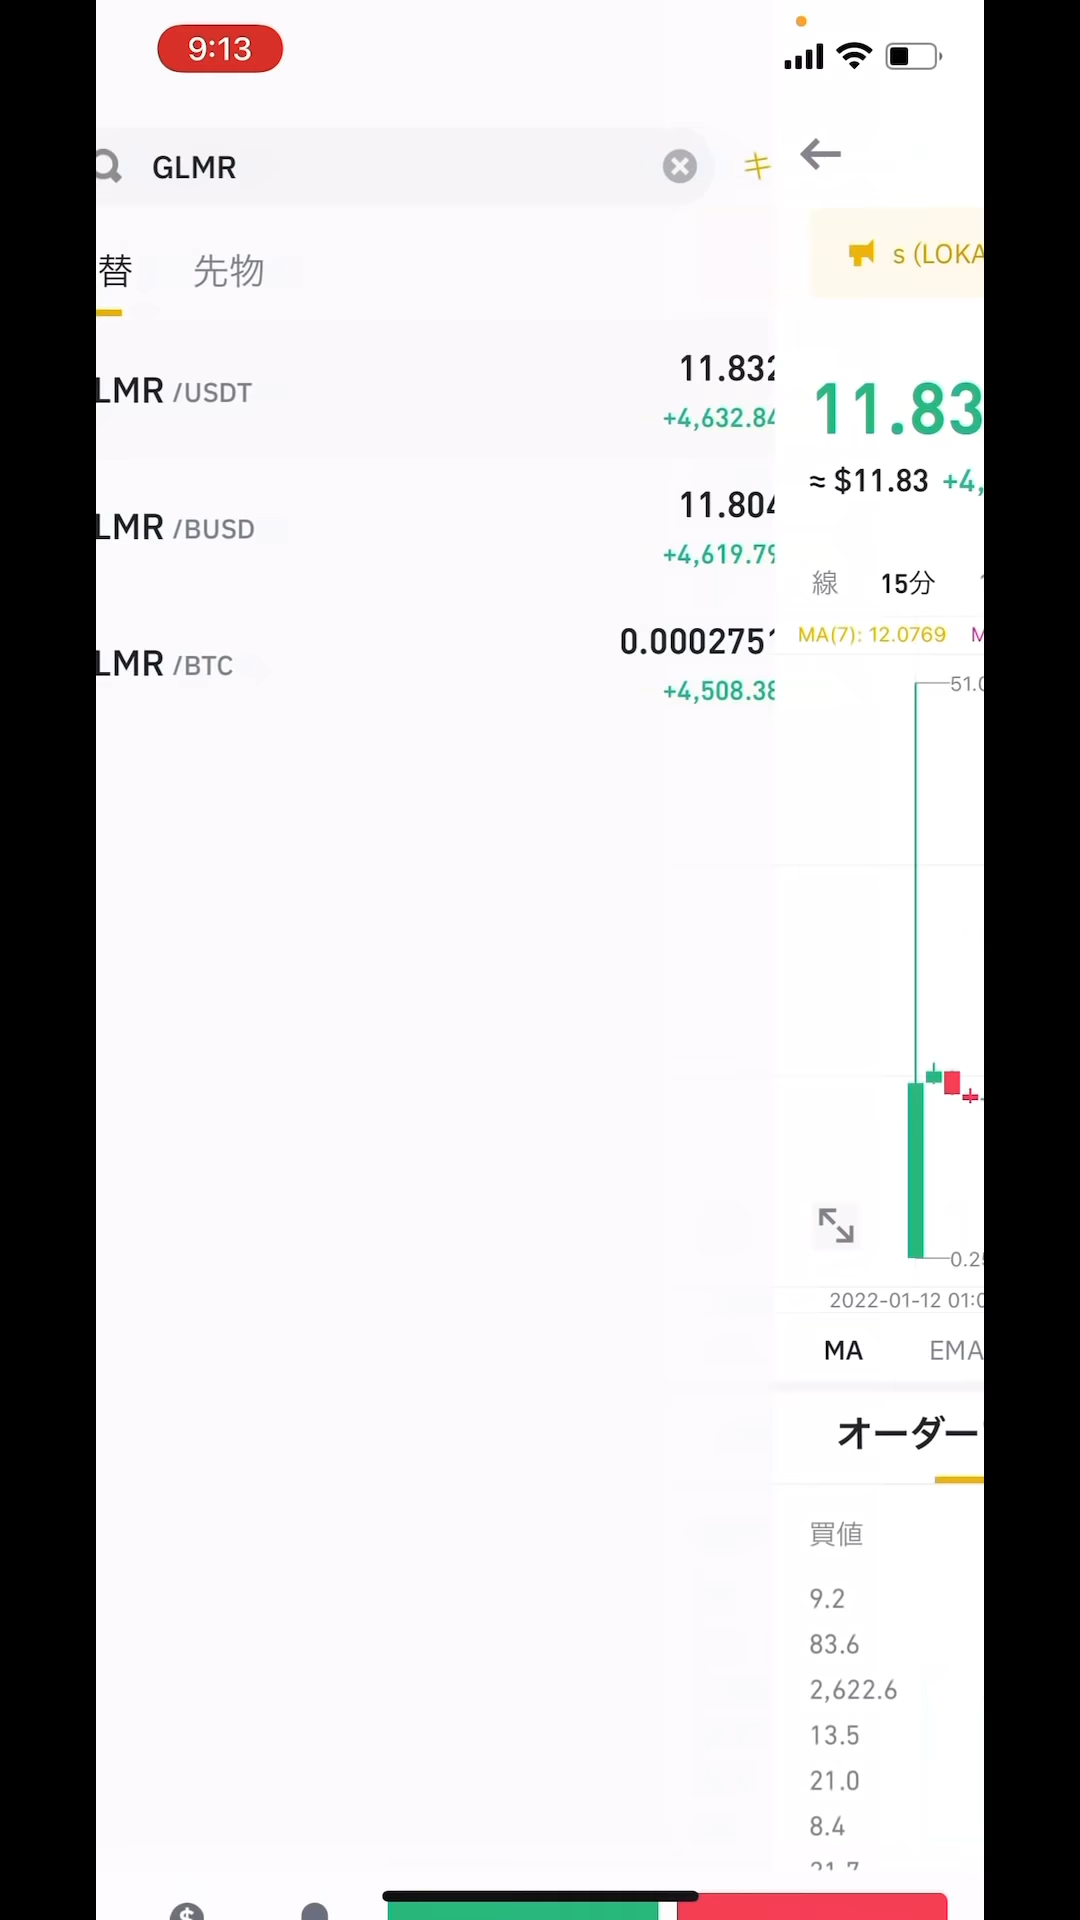 9:13
GLMR
キ
替 先物
LMR /USDT
11.832
+4,632.84
LMR /BUSD
11.804
+4,619.79
LMR /BTC
0.000275
+4,508.38
s (LOKA
11.83
≈ $11.83 +4,
線 15分
MA(7): 12.0769 M
51.0
0.25
2022-01-12 01:0
MA EMA
オーダー
買値
9.2
83.6
2,622.6
13.5
21.0
8.4